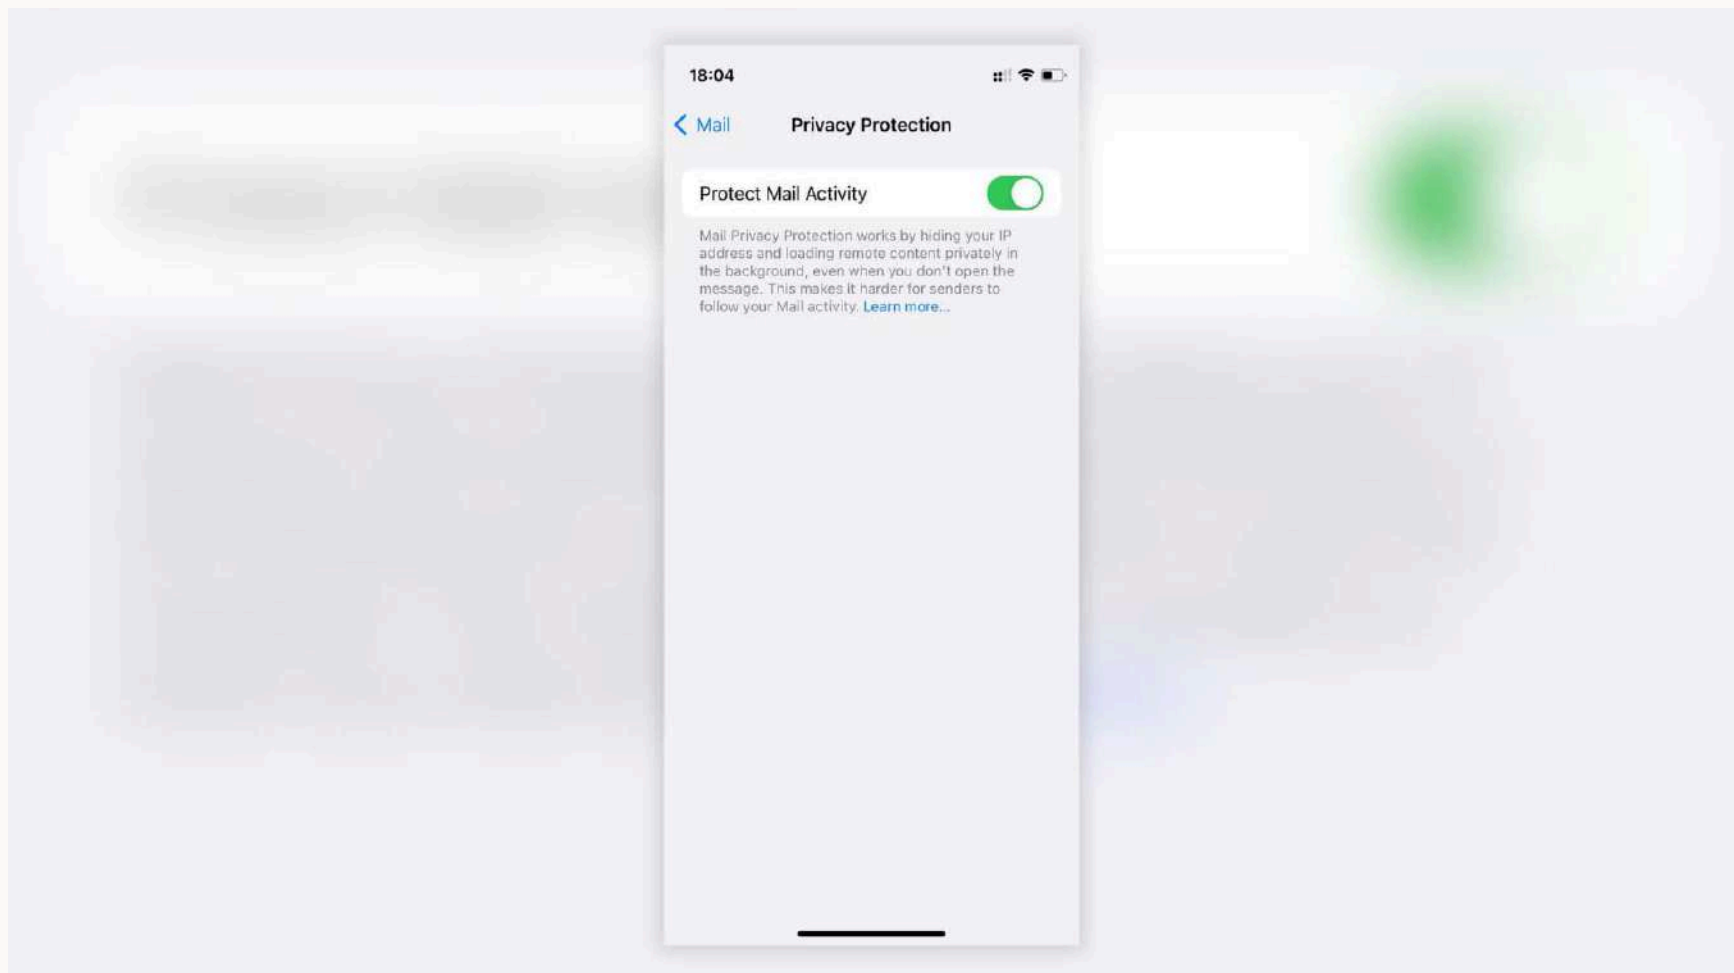 18:04
Mail
Privacy Protection
Protect Mail Activity
Mail Privacy Protection works by hiding your IP
address and loading remote content privately in
the background, even when you don't open the
message. This makes it harder for senders to
follow your Mail activity. Learn more...